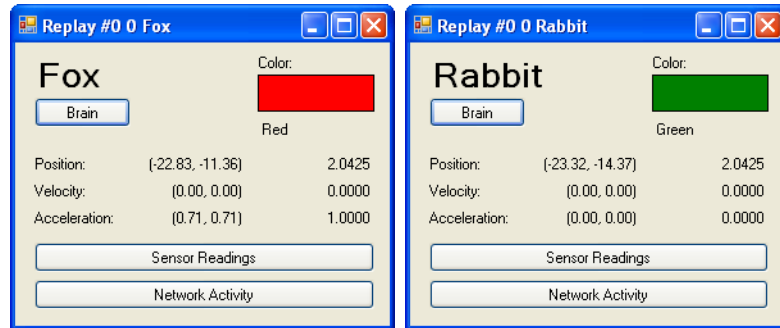 Replay #0 0 Fox
Fox
Color:
Brain
Red
Position: (-22.83, -11.36) 2.0425
Velocity: (0.00, 0.00) 0.0000
Acceleration: (0.71, 0.71) 1.0000
Sensor Readings
Network Activity
Replay #0 0 Rabbit
Rabbit
Color:
Brain
Green
Position: (-23.32, -14.37) 2.0425
Velocity: (0.00, 0.00) 0.0000
Acceleration: (0.00, 0.00) 0.0000
Sensor Readings
Network Activity